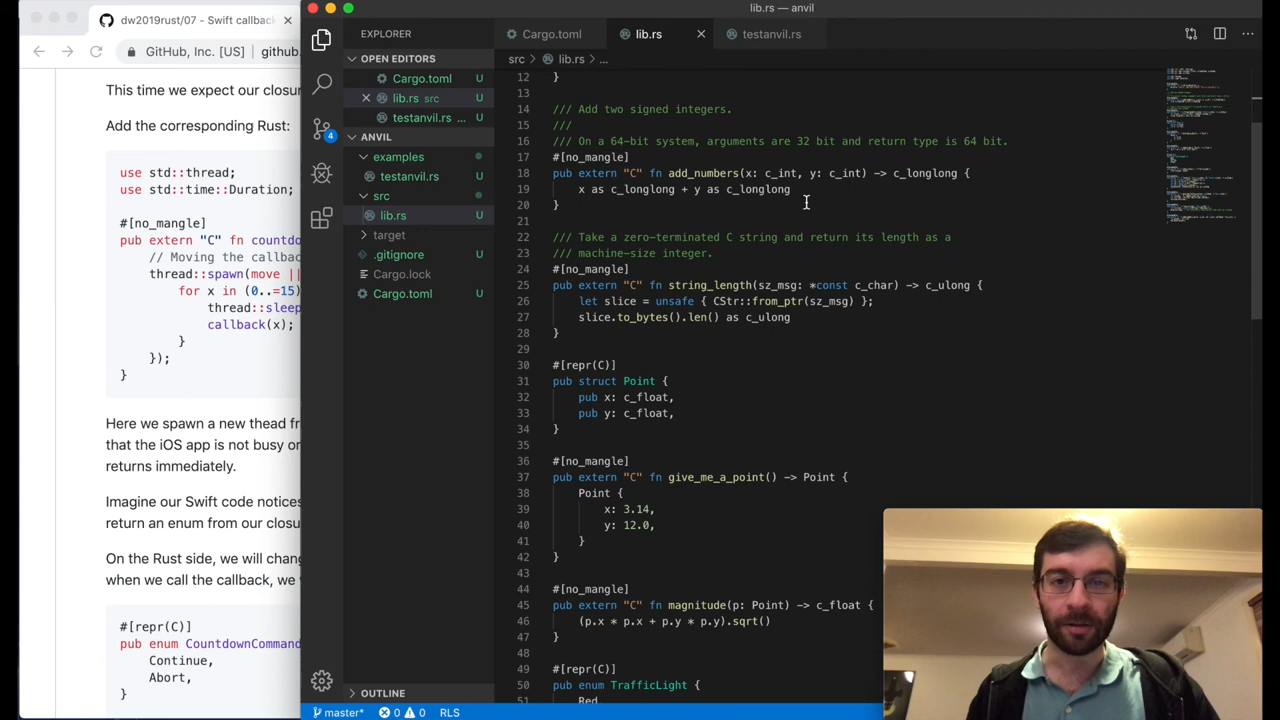 dw2019rust/07 - Swift callbac
GitHub, Inc. [US]
github.
This time we expect our closu
Add the corresponding Rust:
use std::thread;
use std::time::Duration;
#[no_mangle]
pub extern "C" fn countdo
// Moving the callbac
thread::spawn(move ||
for x in (0..=15)
thread::sleep
callback(x);
}
});
}
Here we spawn a new thead fr
that the iOS app is not busy or
returns immediately.
Imagine our Swift code notices
return an enum from our closu
On the Rust side, we will chang
when we call the callback, we
#[repr(C)]
pub enum CountdownCommand
Continue,
Abort,
}
lib.rs — anvil
EXPLORER
OPEN EDITORS
Cargo.toml U
lib.rs src U
testanvil.rs ... U
ANVIL
examples
testanvil.rs U
src
lib.rs U
target
.gitignore U
Cargo.lock
Cargo.toml U
OUTLINE
4
Cargo.toml
lib.rs
testanvil.rs
src > lib.rs > ...
12 }
13
14 /// Add two signed integers.
15 ///
16 /// On a 64-bit system, arguments are 32 bit and return type is 64 bit.
17 #[no_mangle]
18 pub extern "C" fn add_numbers(x: c_int, y: c_int) -> c_longlong {
19 x as c_longlong + y as c_longlong
20 }
21
22 /// Take a zero-terminated C string and return its length as a
23 /// machine-size integer.
24 #[no_mangle]
25 pub extern "C" fn string_length(sz_msg: *const c_char) -> c_ulong {
26 let slice = unsafe { CStr::from_ptr(sz_msg) };
27 slice.to_bytes().len() as c_ulong
28 }
29
30 #[repr(C)]
31 pub struct Point {
32 pub x: c_float,
33 pub y: c_float,
34 }
35
36 #[no_mangle]
37 pub extern "C" fn give_me_a_point() -> Point {
38 Point {
39 x: 3.14,
40 y: 12.0,
41 }
42 }
43
44 #[no_mangle]
45 pub extern "C" fn magnitude(p: Point) -> c_float {
46 (p.x * p.x + p.y * p.y).sqrt()
47 }
48
49 #[repr(C)]
50 pub enum TrafficLight {
51 Red
master* 0 0 RLS